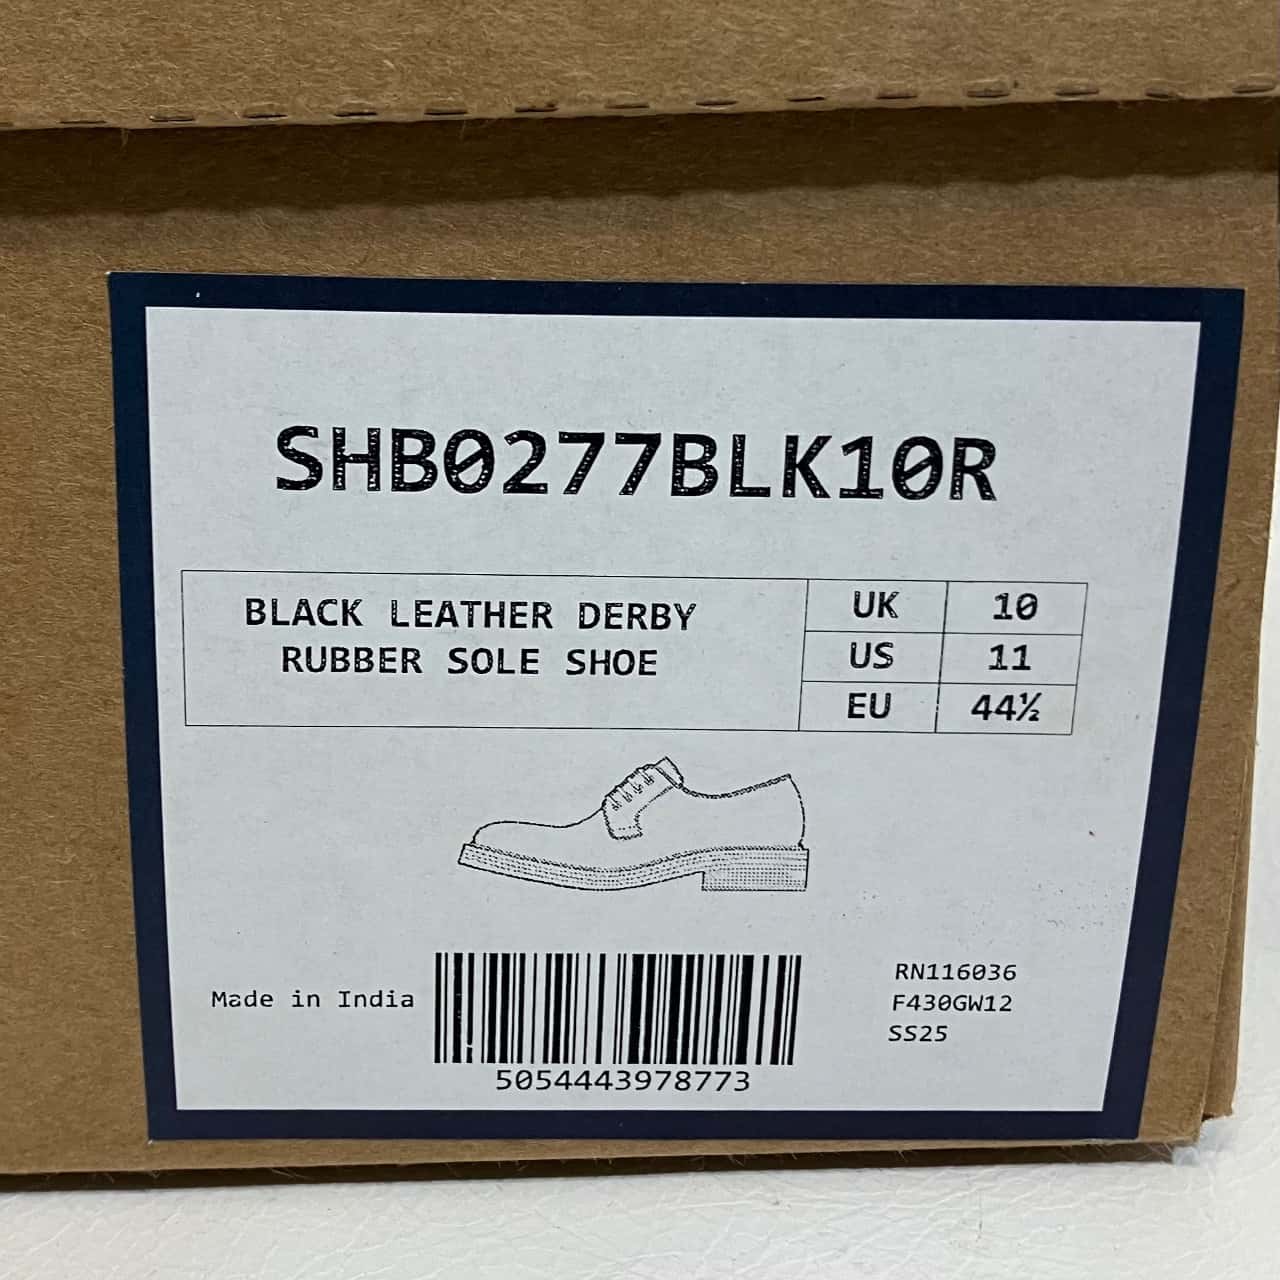 SHB0277BLK10R
BLACK LEATHER DERBY
RUBBER SOLE SHOE
UK 10
US 11
EU 44½
Made in India
5054443978773
RN116036
F430GW12
SS25